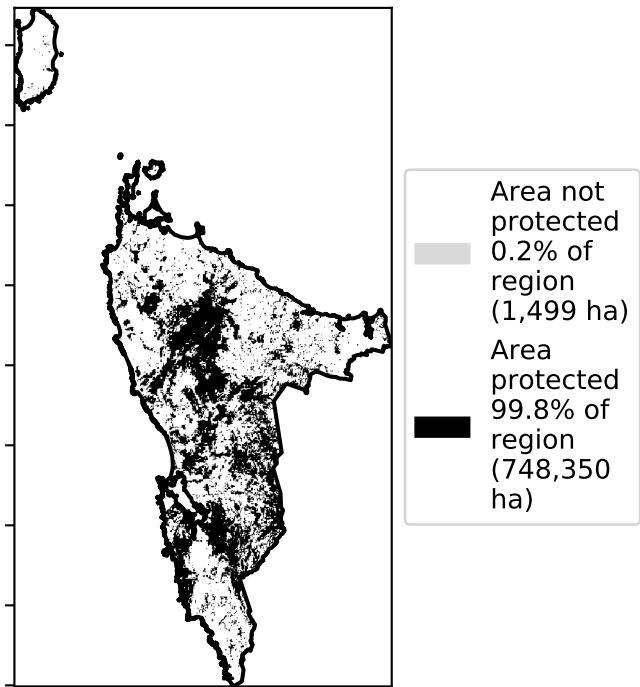 Area not
protected
0.2% of
region
(1,499 ha)
Area
protected
99.8% of
region
(748,350
ha)